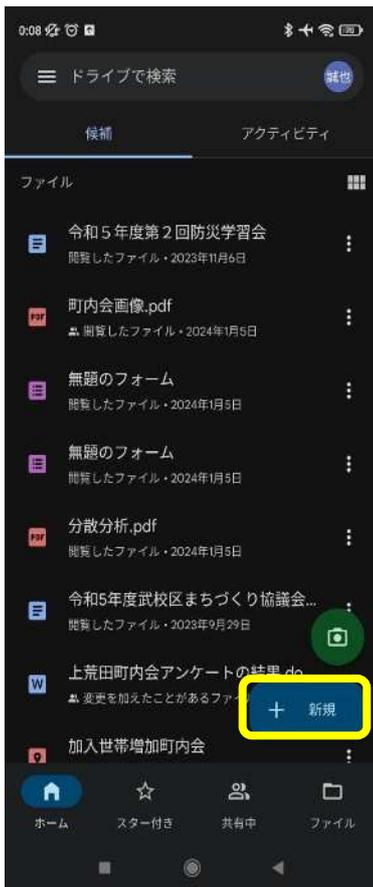 0:08
70
ドライブで検索
誠也
候補
アクティビティ
ファイル
令和５年度第２回防災学習会
閲覧したファイル・2023年11月6日
PDF
町内会画像.pdf
閲覧したファイル・2024年1月5日
無題のフォーム
閲覧したファイル・2024年1月5日
無題のフォーム
閲覧したファイル・2024年1月5日
PDF
分散分析.pdf
閲覧したファイル・2024年1月5日
令和5年度武校区まちづくり協議会...
閲覧したファイル・2023年9月29日
W
上荒田町内会アンケートの結果.do
変更を加えたことがあるファイ
新規
加入世帯増加町内会
ホーム
スター付き
共有中
ファイル